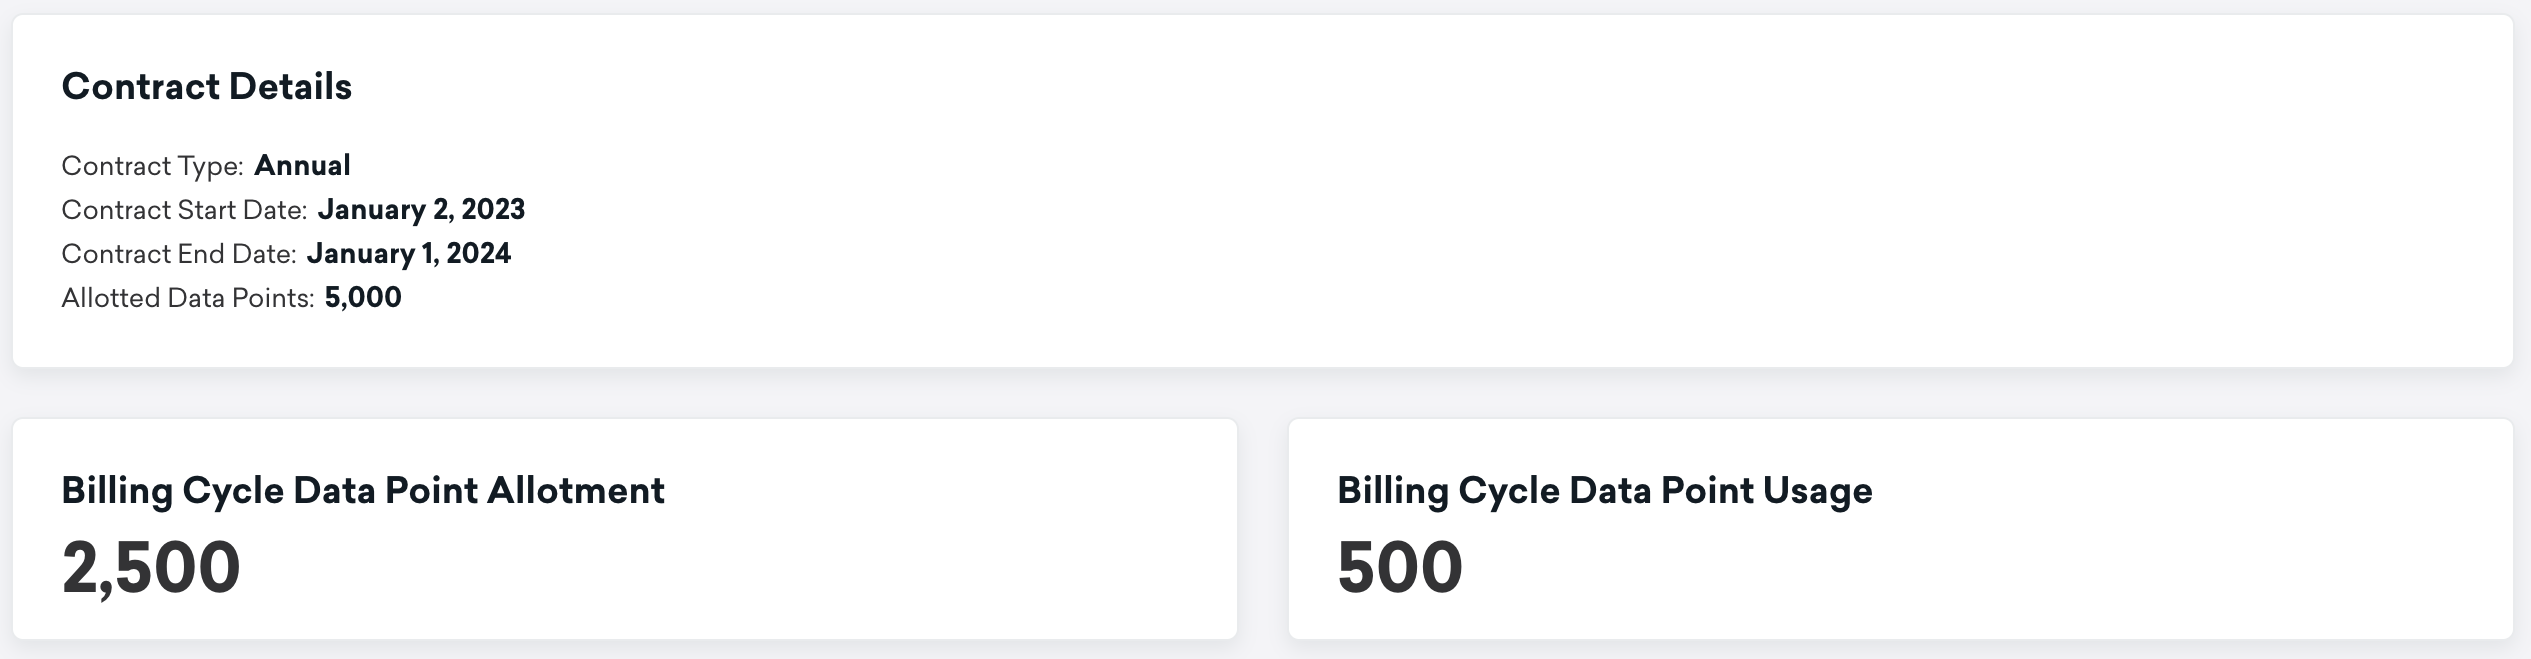 Contract Details
Contract Type: Annual
Contract Start Date: January 2, 2023
Contract End Date: January 1, 2024
Allotted Data Points: 5,000
Billing Cycle Data Point Allotment
2,500
Billing Cycle Data Point Usage
500